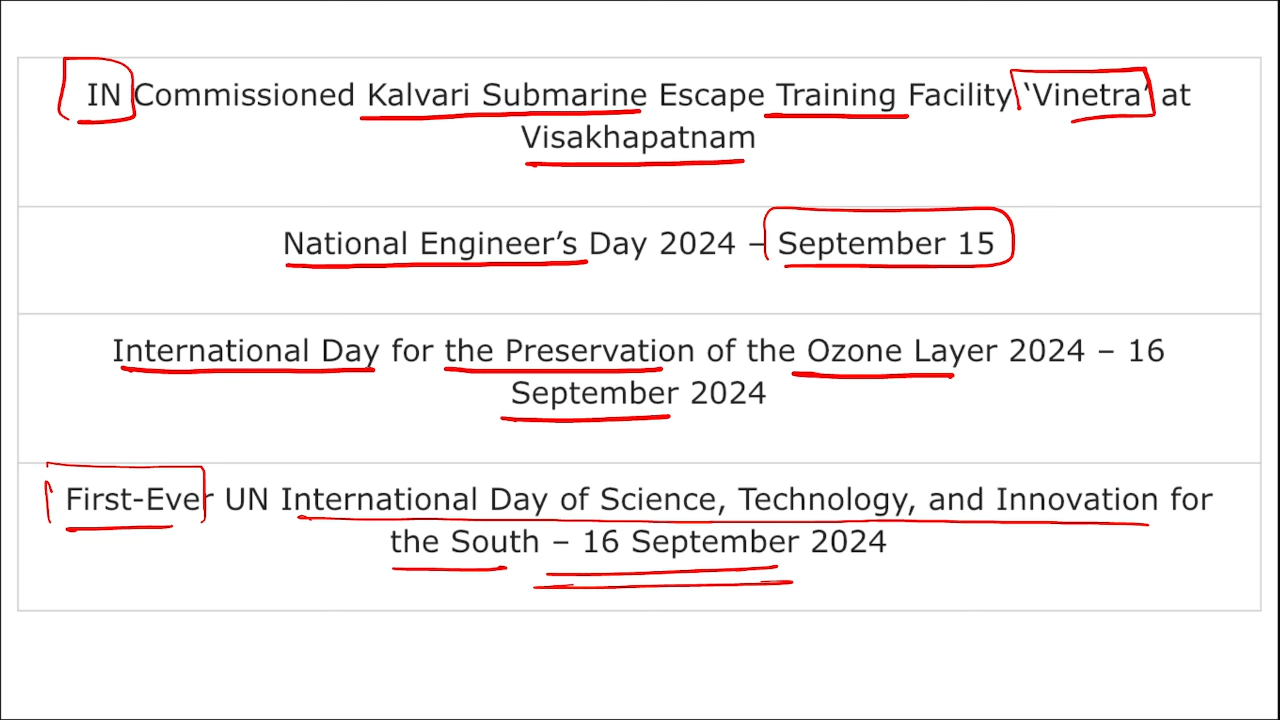 IN Commissioned Kalvari Submarine Escape Training Facility ‘Vinetra’ at
Visakhapatnam
National Engineer’s Day 2024 – September 15
International Day for the Preservation of the Ozone Layer 2024 – 16
September 2024
First-Ever UN International Day of Science, Technology, and Innovation for
the South – 16 September 2024